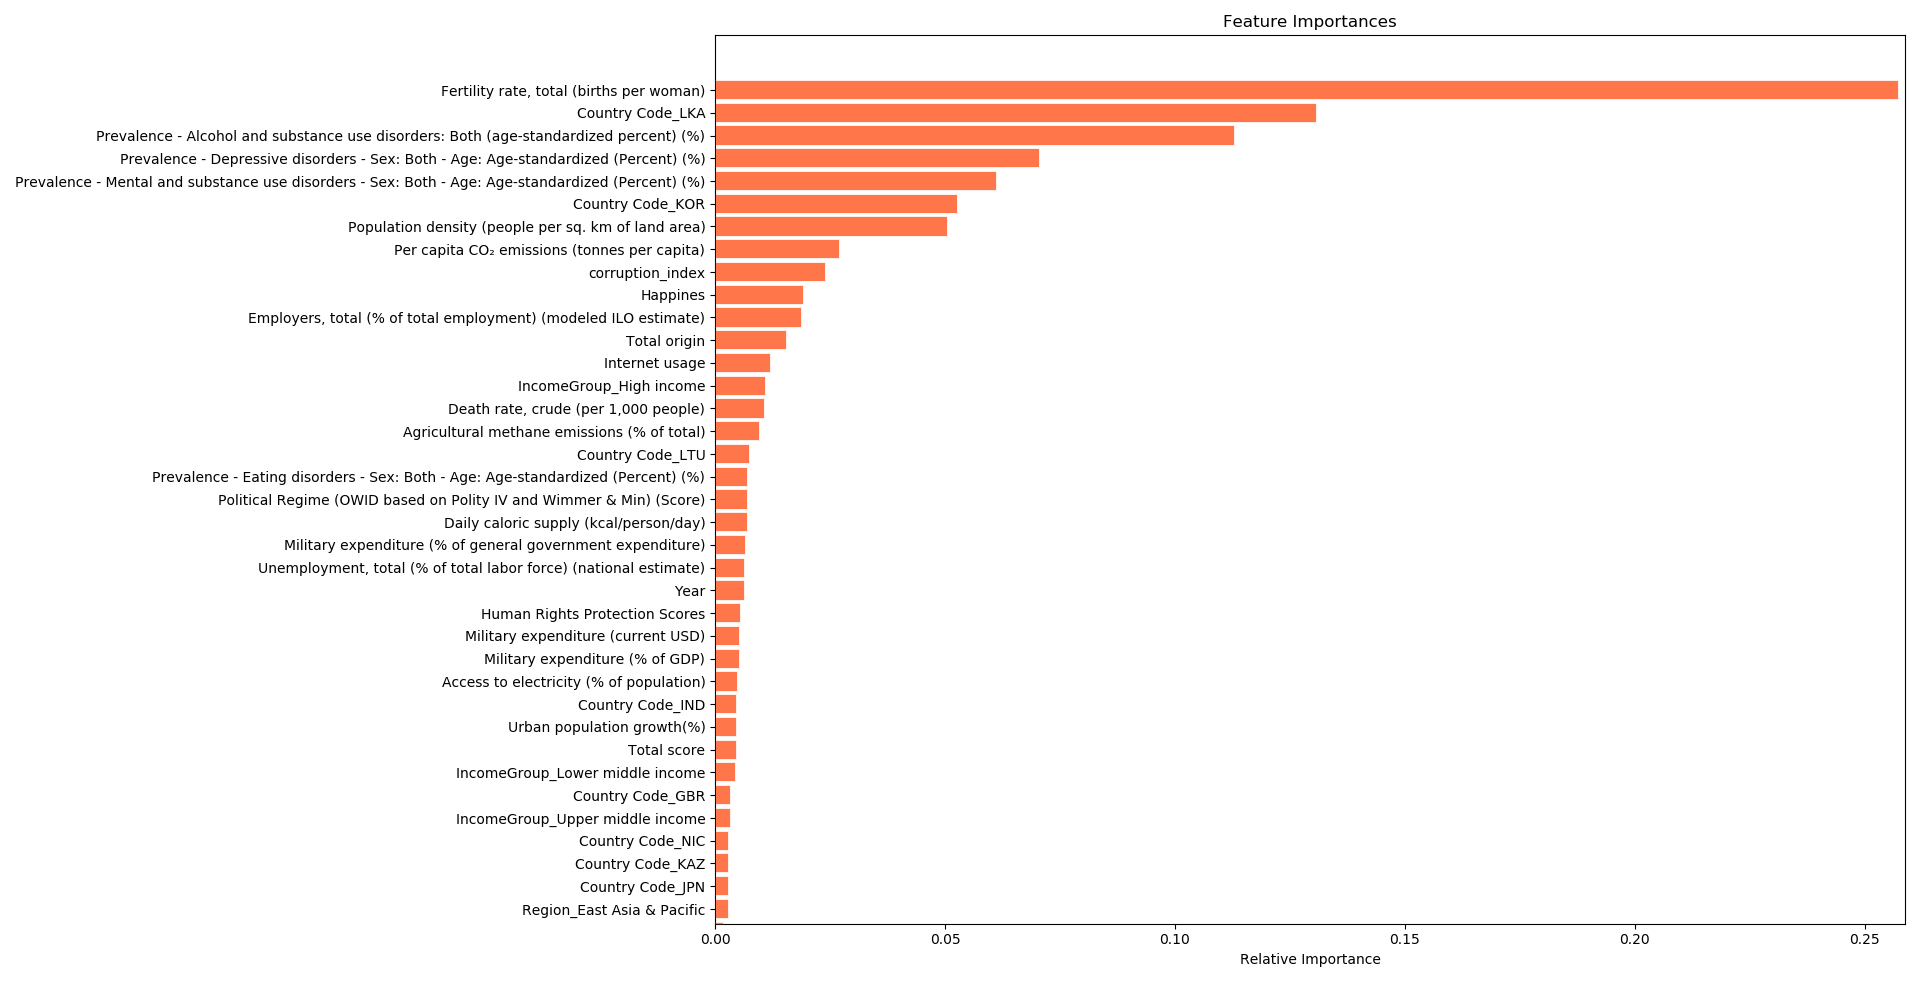 Feature Importances
Fertility rate, total (births per woman)
Country Code_LKA
Prevalence - Alcohol and substance use disorders: Both (age-standardized percent) (%)
Prevalence - Depressive disorders - Sex: Both - Age: Age-standardized (Percent) (%)
Prevalence - Mental and substance use disorders - Sex: Both - Age: Age-standardized (Percent) (%)
Country Code_KOR
Population density (people per sq. km of land area)
Per capita CO₂ emissions (tonnes per capita)
corruption_index
Happines
Employers, total (% of total employment) (modeled ILO estimate)
Total origin
Internet usage
IncomeGroup_High income
Death rate, crude (per 1,000 people)
Agricultural methane emissions (% of total)
Country Code_LTU
Prevalence - Eating disorders - Sex: Both - Age: Age-standardized (Percent) (%)
Political Regime (OWID based on Polity IV and Wimmer & Min) (Score)
Daily caloric supply (kcal/person/day)
Military expenditure (% of general government expenditure)
Unemployment, total (% of total labor force) (national estimate)
Year
Human Rights Protection Scores
Military expenditure (current USD)
Military expenditure (% of GDP)
Access to electricity (% of population)
Country Code_IND
Urban population growth(%)
Total score
IncomeGroup_Lower middle income
Country Code_GBR
IncomeGroup_Upper middle income
Country Code_NIC
Country Code_KAZ
Country Code_JPN
Region_East Asia & Pacific
0.00 0.05 0.10 0.15 0.20 0.25
Relative Importance